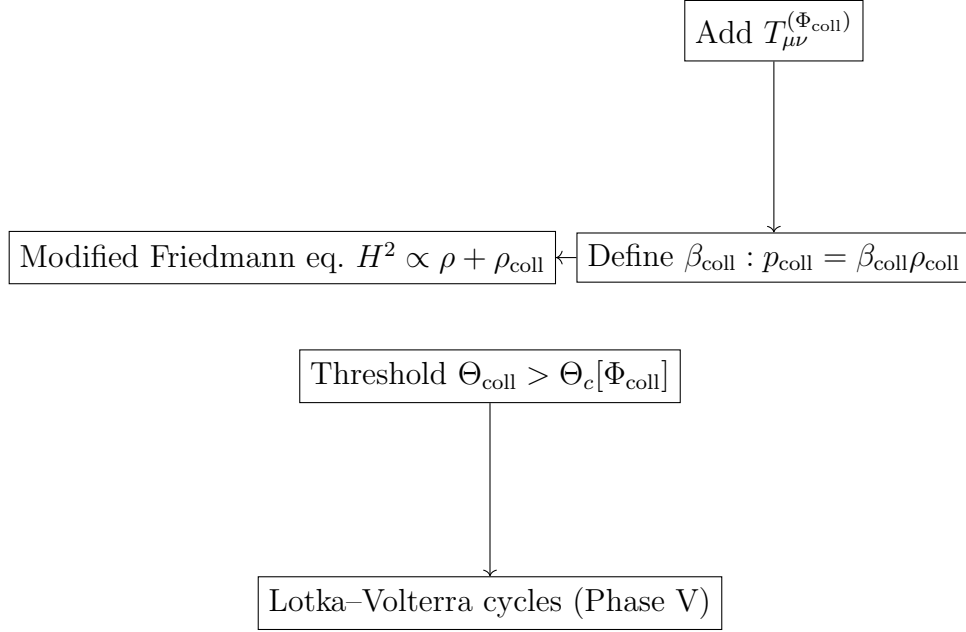 Add $T_{\mu\nu}^{(\Phi_{\text{coll}})}$
Modified Friedmann eq. $H^2 \propto \rho + \rho_{\text{coll}}$
Define $\beta_{\text{coll}} : p_{\text{coll}} = \beta_{\text{coll}} \rho_{\text{coll}}$
Threshold $\Theta_{\text{coll}} > \Theta_c[\Phi_{\text{coll}}]$
Lotka–Volterra cycles (Phase V)